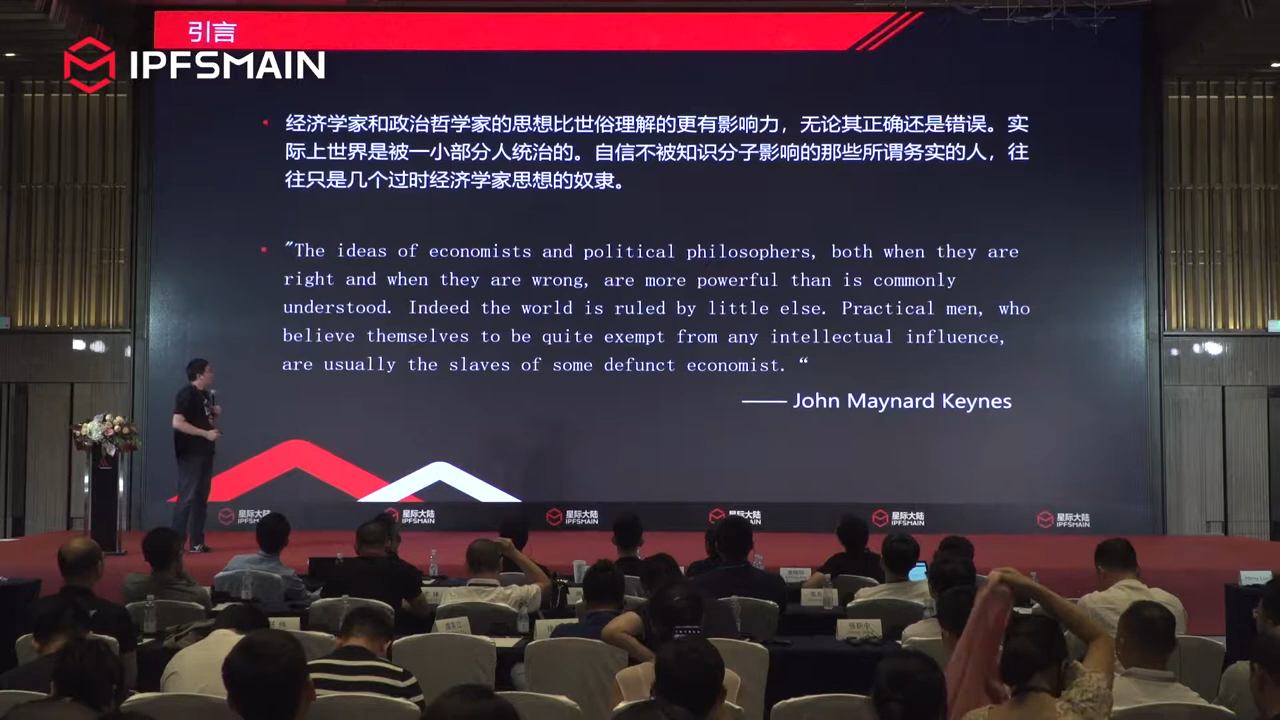 引言
IPFSMAIN
经济学家和政治哲学家的思想比世俗理解的更有影响力，无论其正确还是错误。实
际上世界是被一小部分人统治的。自信不被知识分子影响的那些所谓务实的人，往
往只是几个过时经济学家思想的奴隶。
"The ideas of economists and political philosophers, both when they are
right and when they are wrong, are more powerful than is commonly
understood. Indeed the world is ruled by little else. Practical men, who
believe themselves to be quite exempt from any intellectual influence,
are usually the slaves of some defunct economist. “
—— John Maynard Keynes
星际大陆
IPFSMAIN
星际大陆
IPFSMAIN
星际大陆
IPFSMAIN
星际大陆
IPFSMAIN
星际大陆
IPFSMAIN
星际大陆
IPFSMAIN